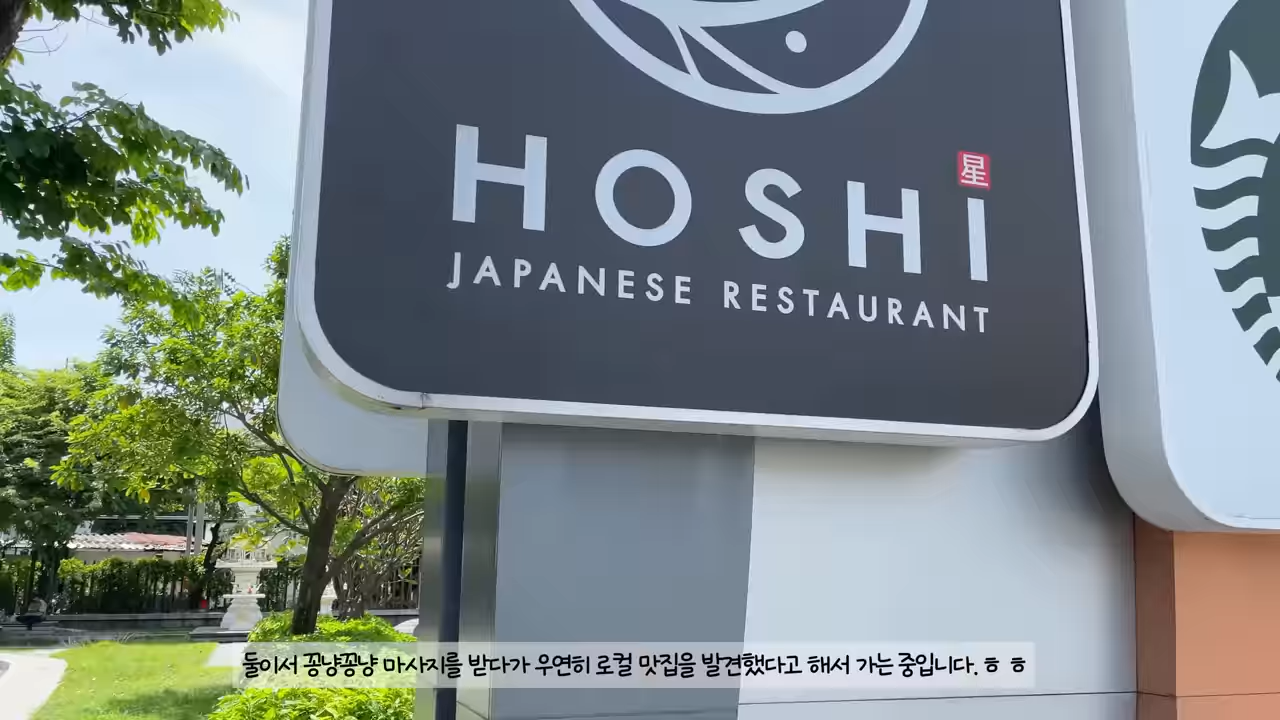 星
HOSHI
JAPANESE RESTAURANT
둘이서 꽁냥꽁냥 마사지를 받다가 우연히 로컬 맛집을 발견했다고 해서 가는 중입니다. ㅎ ㅎ